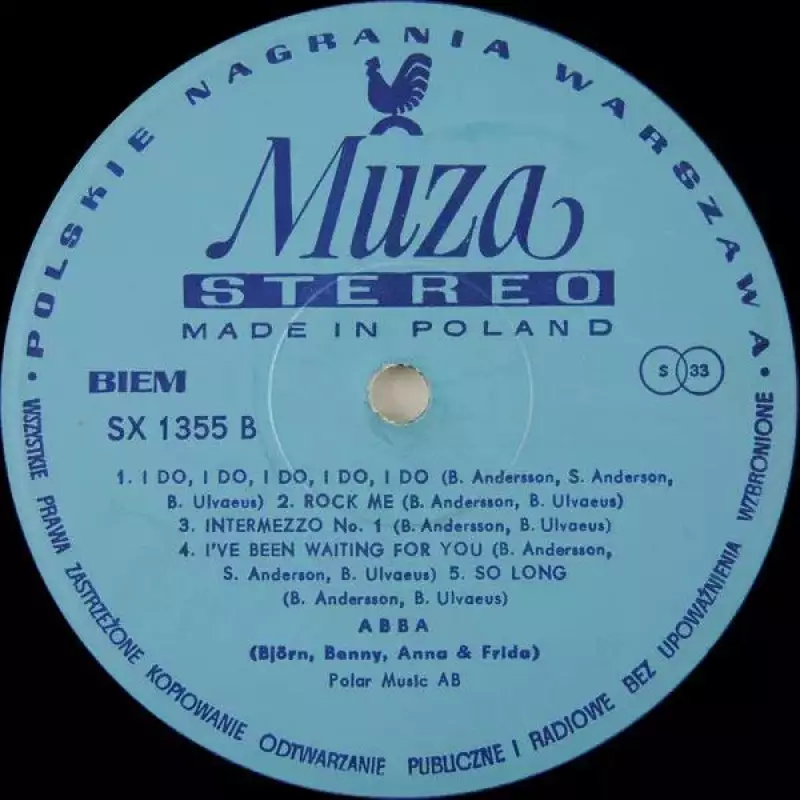 • POLSKIE NAGRANIA WARSZAWA •
Muza
STEREO
MADE IN POLAND
BIEM
S 33
SX 1355 B
1. I DO, I DO, I DO, I DO, I DO (B. Andersson, S. Anderson,
B. Ulvaeus) 2. ROCK ME (B. Andersson, B. Ulvaeus)
3. INTERMEZZO No. 1 (B. Andersson, B. Ulvaeus)
4. I'VE BEEN WAITING FOR YOU (B. Andersson,
S. Anderson, B. Ulvaeus) 5. SO LONG
(B. Andersson, B. Ulvaeus)
ABBA
(Björn, Benny, Anna & Frida)
Polar Music AB
WSZYSTKIE PRAWA ZASTRZEŻONE KOPIOWANIE ODTWARZANIE PUBLICZNE I RADIOWE BEZ UPOWAŻNIENIA WZBRONIONE